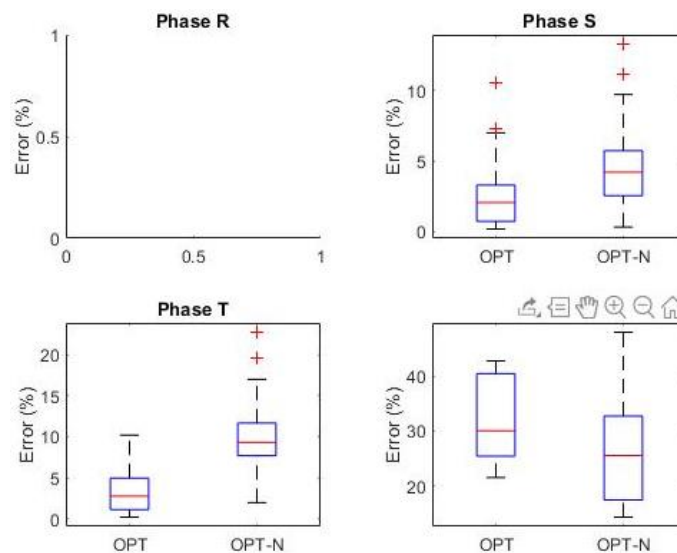 Phase R
1
0.5
0
Error (%)
0
0.5
1
Phase S
10
5
0
Error (%)
OPT
OPT-N
Phase T
20
15
10
5
0
Error (%)
OPT
OPT-N
40
30
20
Error (%)
OPT
OPT-N